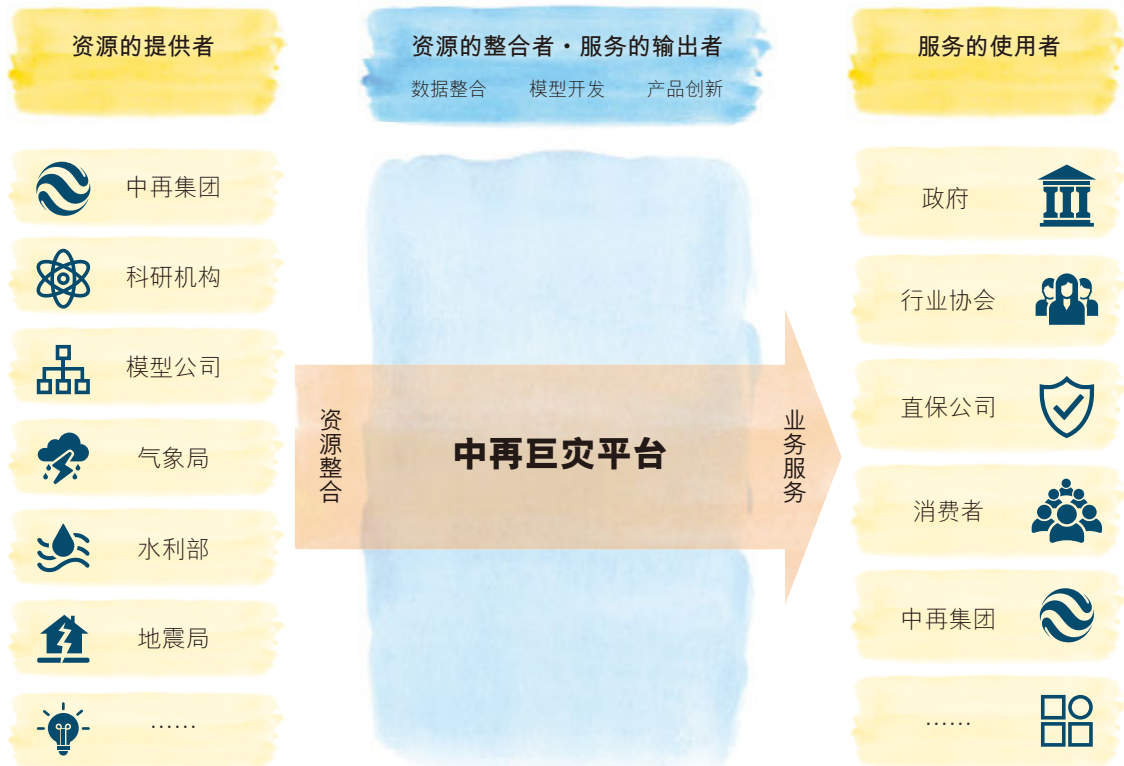 资源的提供者
中再集团
科研机构
模型公司
气象局
水利部
地震局
……
资源的整合者·服务的输出者
数据整合 模型开发 产品创新
资源整合
中再巨灾平台
业务服务
服务的使用者
政府
行业协会
直保公司
消费者
中再集团
……